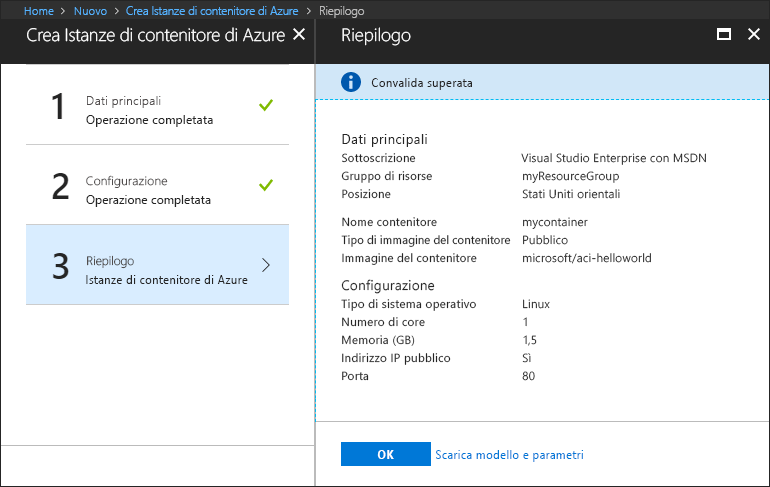 Home > Nuovo > Crea Istanze di contenitore di Azure > Riepilogo
Crea Istanze di contenitore di Azure
1
Dati principali
Operazione completata
2
Configurazione
Operazione completata
3
Riepilogo
Istanze di contenitore di Azure
Riepilogo
Convalida superata
Dati principali
Sottoscrizione Visual Studio Enterprise con MSDN
Gruppo di risorse myResourceGroup
Posizione Stati Uniti orientali
Nome contenitore mycontainer
Tipo di immagine del contenitore Pubblico
Immagine del contenitore microsoft/aci-helloworld
Configurazione
Tipo di sistema operativo Linux
Numero di core 1
Memoria (GB) 1,5
Indirizzo IP pubblico Sì
Porta 80
OK Scarica modello e parametri